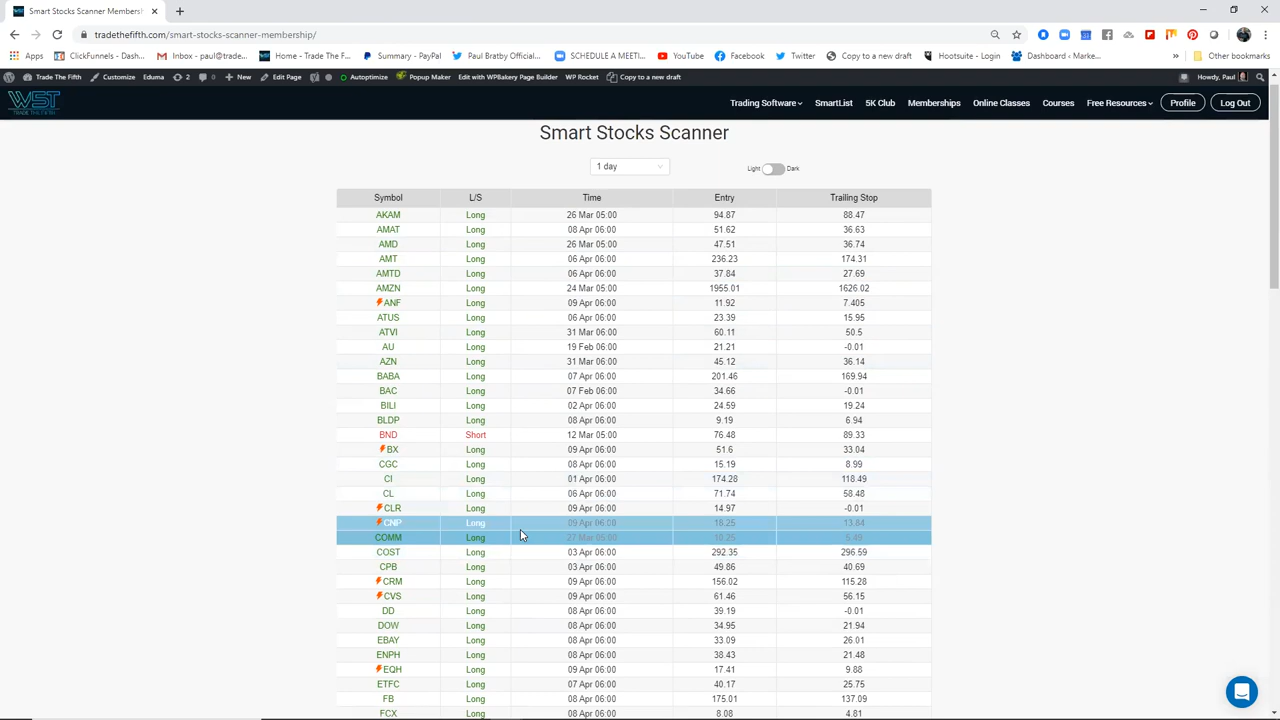 Smart Stocks Scanner Membershi
tradethefifth.com/smart-stocks-scanner-membership/
Apps ClickFunnels - Dash... Inbox - paul@trade... Home - Trade The Fift... Summary - PayPal Paul Bratby Official... SCHEDULE A MEETI... YouTube Facebook Twitter Copy to a new draft Hootsuite - Login Dashboard ‹ Marke... » Other bookmarks
Trade The Fifth Customize Eduma 2 0 New Edit Page Autoptimize Popup Maker Edit with WPBakery Page Builder WP Rocket Copy to a new draft Howdy, Paul
WST
TRADE THE FIFTH
Trading Software SmartList 5K Club Memberships Online Classes Courses Free Resources Profile Log Out
Smart Stocks Scanner
1 day Light Dark
Symbol L/S Time Entry Trailing Stop
AKAM Long 26 Mar 05:00 94.87 88.47
AMAT Long 08 Apr 06:00 51.62 36.63
AMD Long 26 Mar 05:00 47.51 36.74
AMT Long 06 Apr 06:00 236.23 174.31
AMTD Long 06 Apr 06:00 37.84 27.69
AMZN Long 24 Mar 05:00 1955.01 1626.02
ANF Long 09 Apr 06:00 11.92 7.405
ATUS Long 06 Apr 06:00 23.39 15.95
ATVI Long 31 Mar 06:00 60.11 50.5
AU Long 19 Feb 06:00 21.21 -0.01
AZN Long 31 Mar 06:00 45.12 36.14
BABA Long 07 Apr 06:00 201.46 169.94
BAC Long 07 Feb 06:00 34.66 -0.01
BILI Long 02 Apr 06:00 24.59 19.24
BLDP Long 08 Apr 06:00 9.19 6.94
BND Short 12 Mar 05:00 76.48 89.33
BX Long 09 Apr 06:00 51.6 33.04
CGC Long 08 Apr 06:00 15.19 8.99
CI Long 01 Apr 06:00 174.28 118.49
CL Long 06 Apr 06:00 71.74 58.48
CLR Long 09 Apr 06:00 14.97 -0.01
CNP Long 09 Apr 06:00 18.25 13.84
COMM Long 27 Mar 05:00 10.25 5.49
COST Long 03 Apr 06:00 292.35 296.59
CPB Long 03 Apr 06:00 49.86 40.69
CRM Long 09 Apr 06:00 156.02 115.28
CVS Long 09 Apr 06:00 61.46 56.15
DD Long 08 Apr 06:00 39.19 -0.01
DOW Long 08 Apr 06:00 34.95 21.94
EBAY Long 08 Apr 06:00 33.09 26.01
ENPH Long 08 Apr 06:00 38.43 21.48
EQH Long 09 Apr 06:00 17.41 9.88
ETFC Long 07 Apr 06:00 40.17 25.75
FB Long 08 Apr 06:00 175.01 137.09
FCX Long 08 Apr 06:00 8.08 4.81